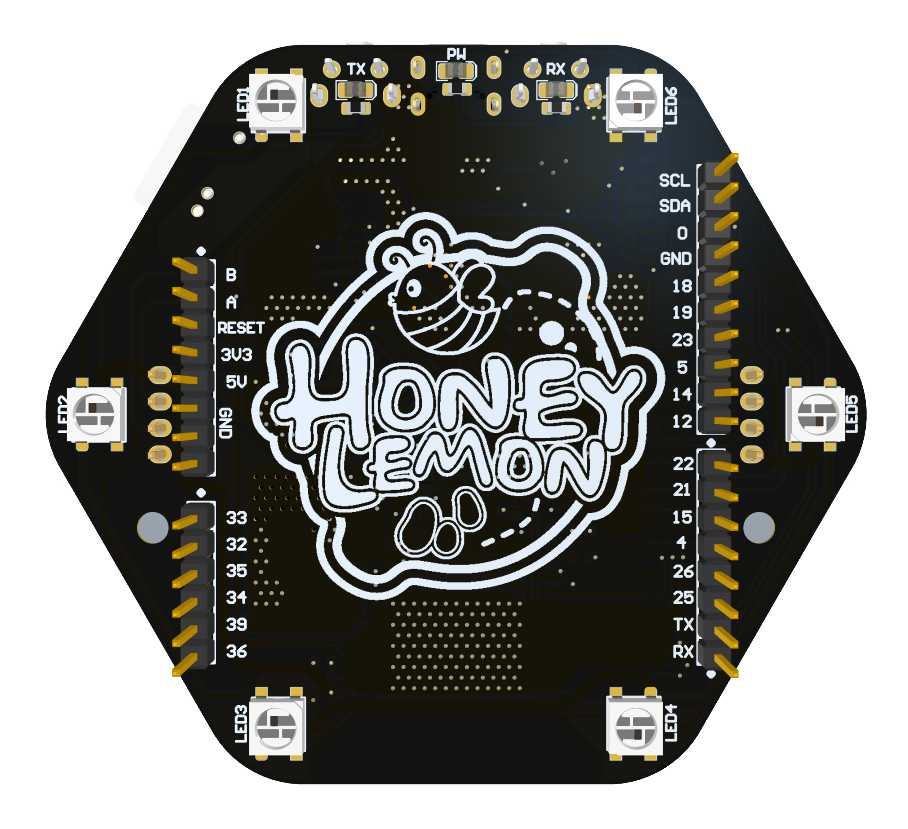 PW
TX
RX
LED1
LED6
SCL
SDA
0
GND
18
19
23
5
14
12
B
A
RESET
3V3
5V
GND
LED2
LED5
HONEY
LEMON
22
21
15
4
26
25
TX
RX
33
32
35
34
39
36
LED3
LED4